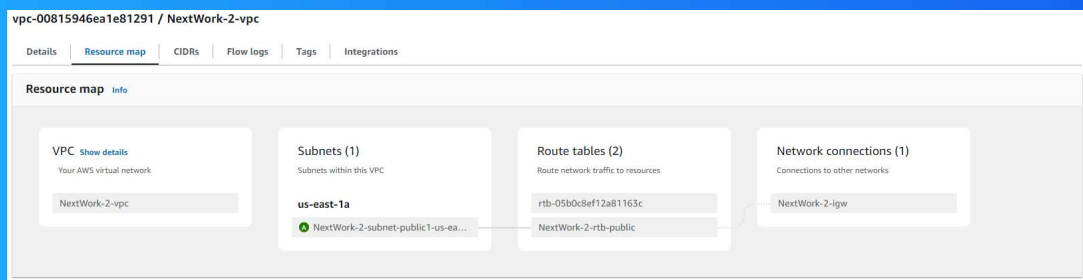 vpc-00815946ea1e81291 / NextWork-2-vpc
Details Resource map CIDRs Flow logs Tags Integrations
Resource map Info
VPC Show details
Your AWS virtual network
NextWork-2-vpc
Subnets (1)
Subnets within this VPC
us-east-1a
A NextWork-2-subnet-public1-us-ea...
Route tables (2)
Route network traffic to resources
rtb-05b0c8ef12a81163c
NextWork-2-rtb-public
Network connections (1)
Connections to other networks
NextWork-2-igw